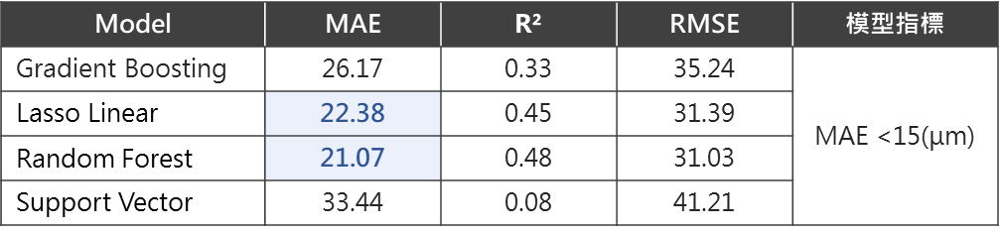 Model MAE R² RMSE 模型指標
Gradient Boosting 26.17 0.33 35.24
Lasso Linear 22.38 0.45 31.39
MAE <15(μm)
Random Forest 21.07 0.48 31.03
Support Vector 33.44 0.08 41.21